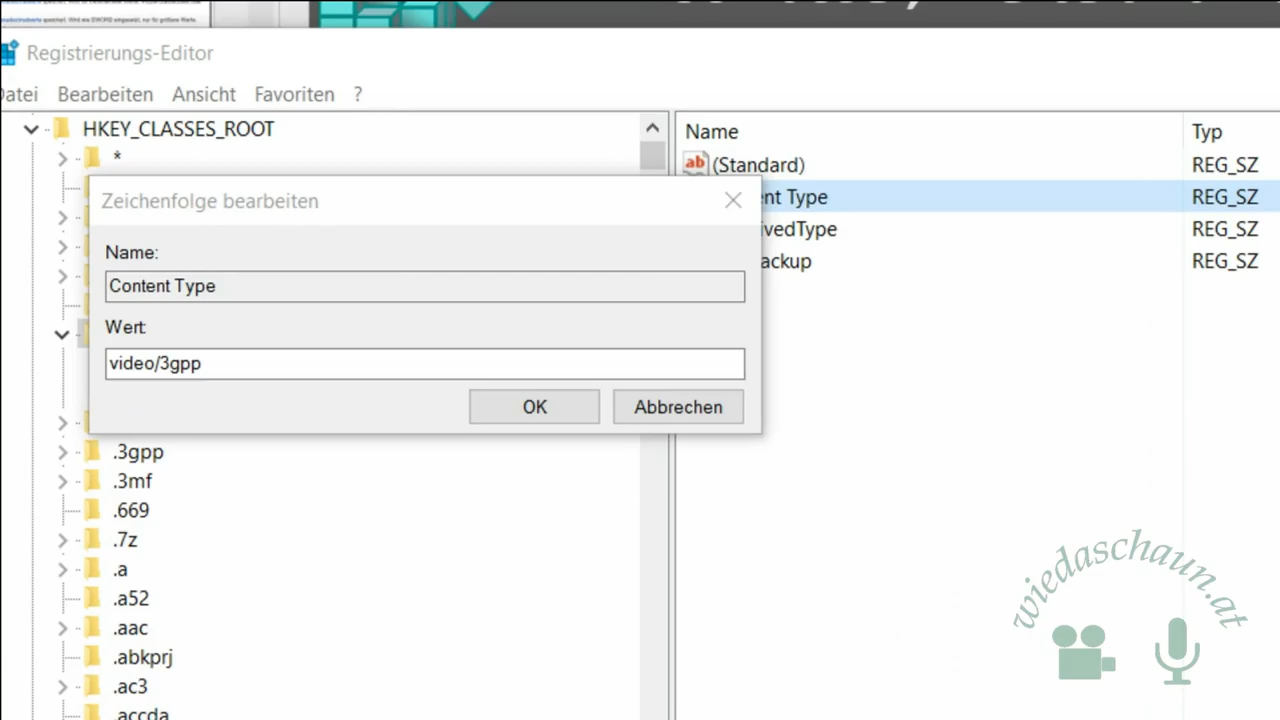 Registrierungs-Editor
Bearbeiten Ansicht Favoriten ?
HKEY_CLASSES_ROOT
*
Name Typ
(Standard) REG_SZ
REG_SZ
REG_SZ
REG_SZ
Zeichenfolge bearbeiten
Name:
Content Type
Wert:
video/3gpp
OK Abbrechen
.3gpp
.3mf
.669
.7z
.a
.a52
.aac
.abkprj
.ac3
.accda
wiedaschaun.at